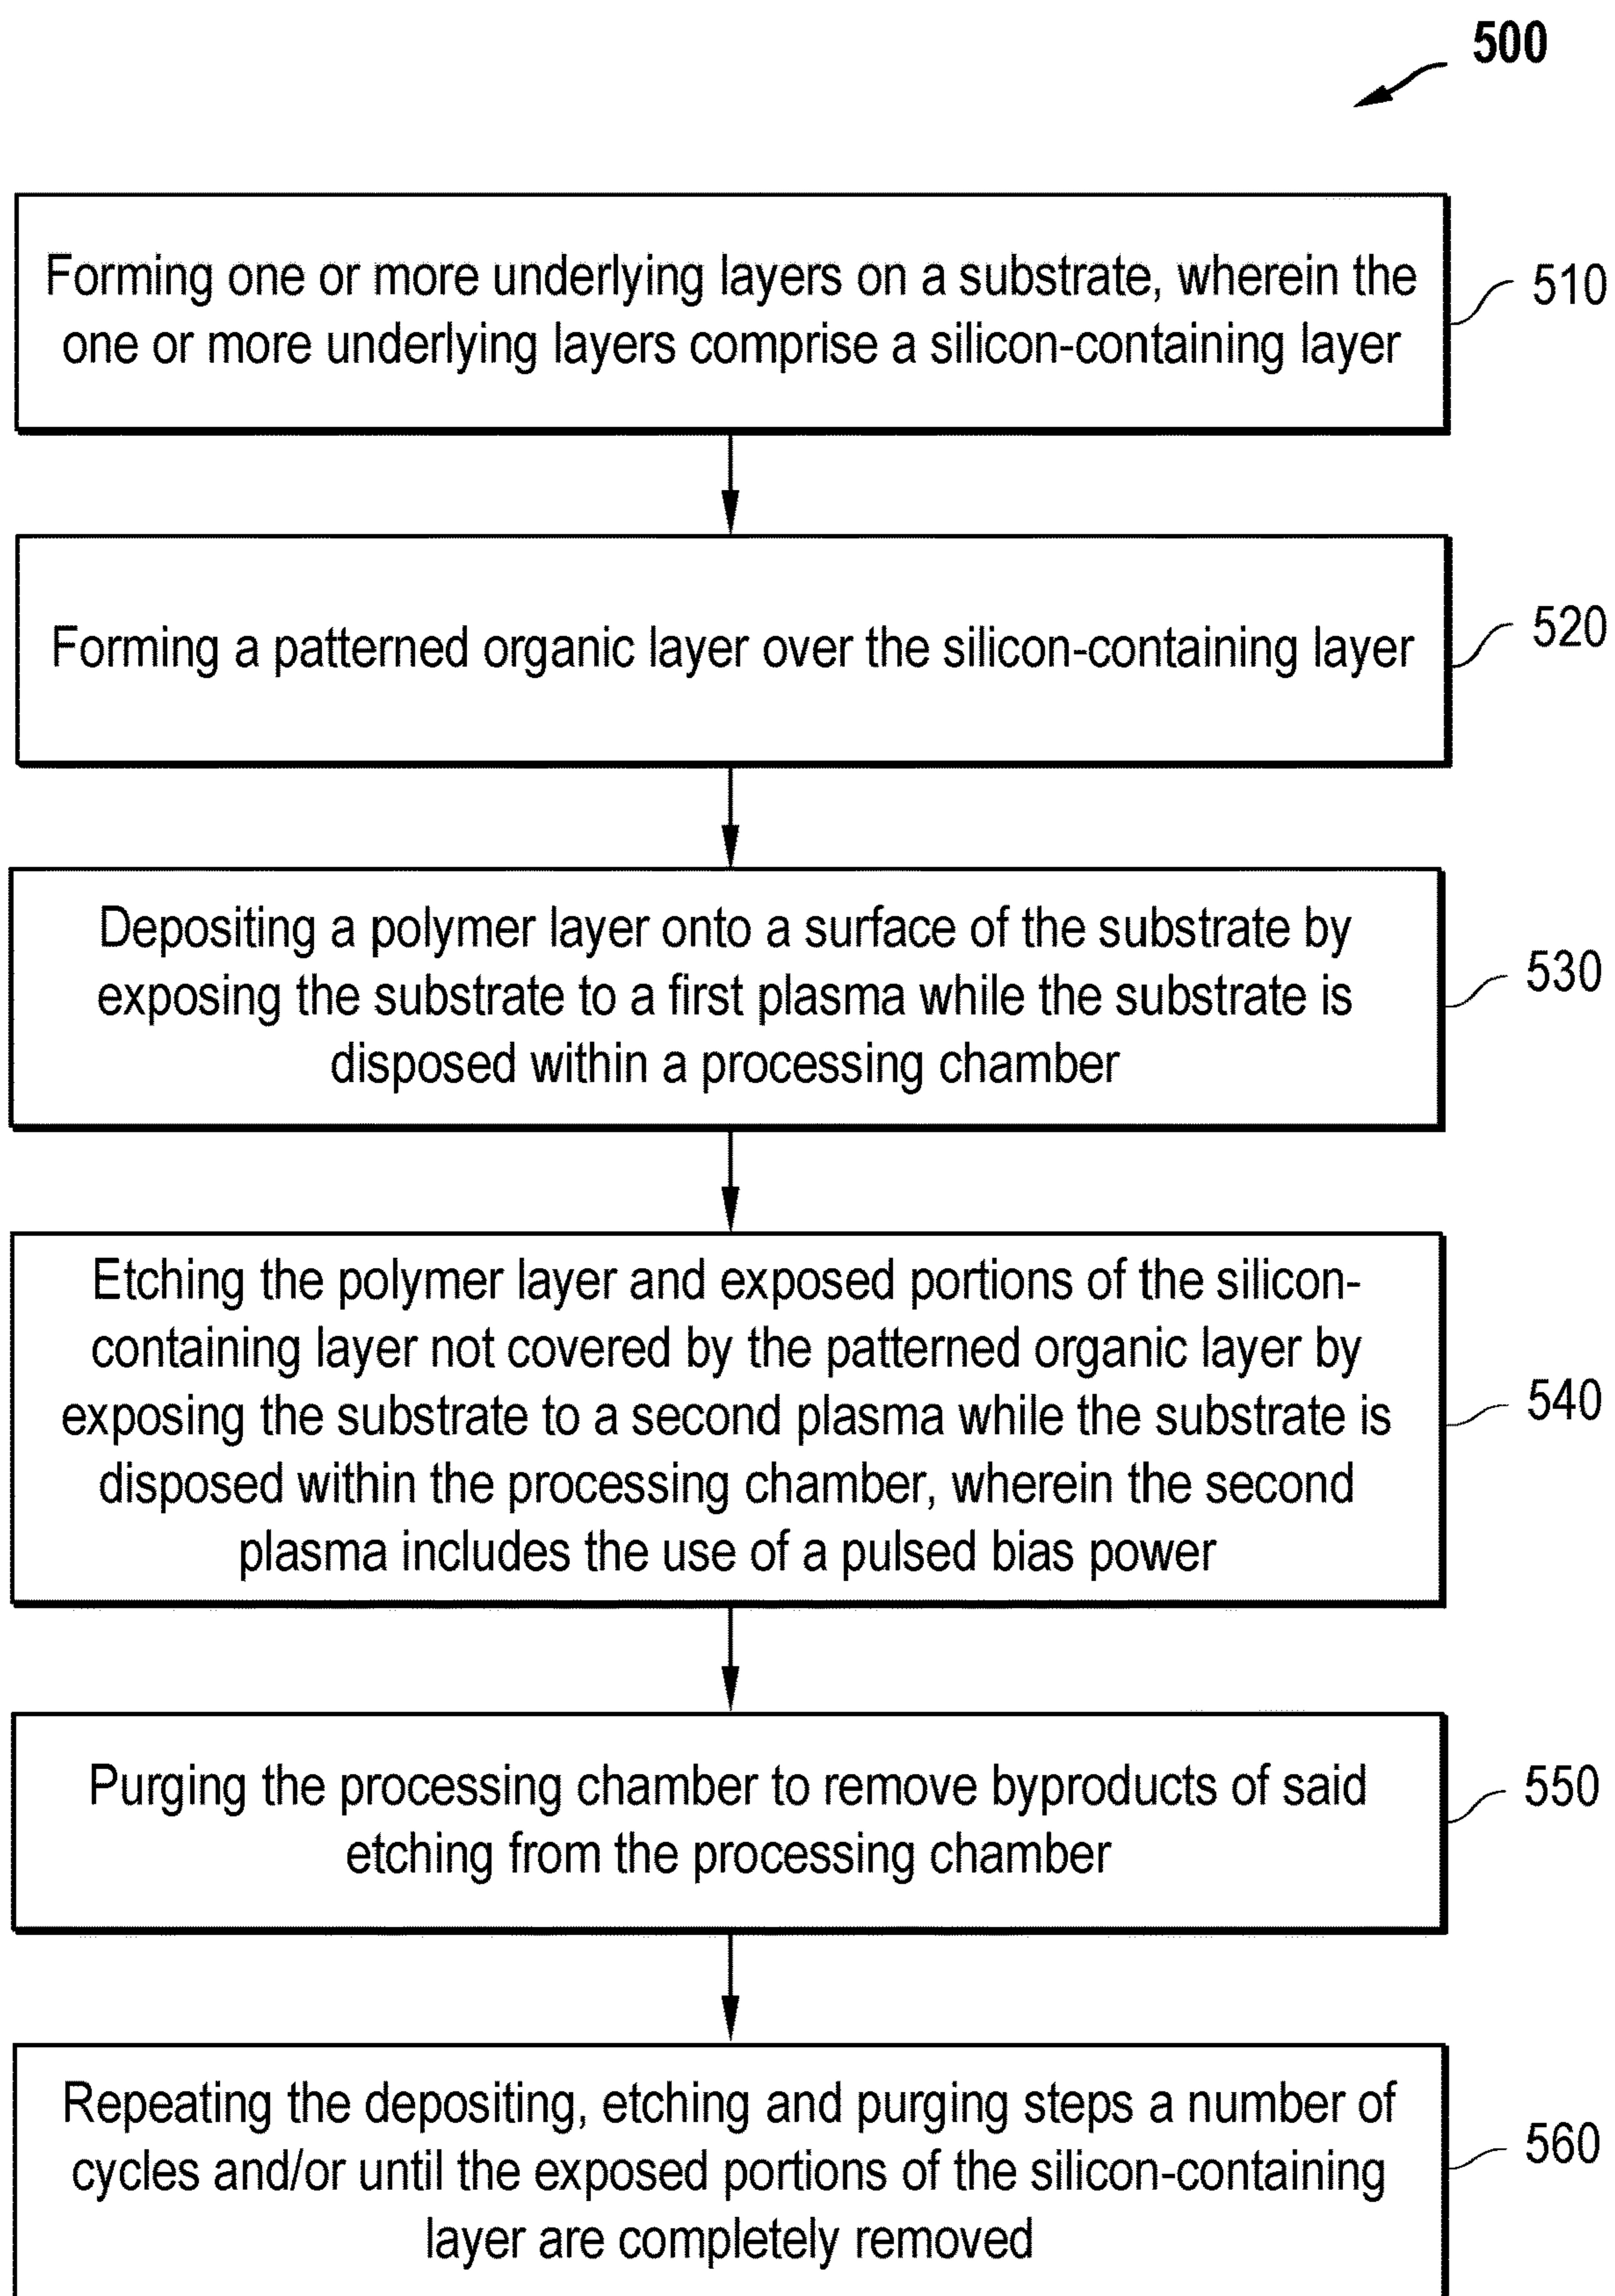 500
Forming one or more underlying layers on a substrate, wherein the
one or more underlying layers comprise a silicon-containing layer
510
Forming a patterned organic layer over the silicon-containing layer
520
Depositing a polymer layer onto a surface of the substrate by
exposing the substrate to a first plasma while the substrate is
disposed within a processing chamber
530
Etching the polymer layer and exposed portions of the silicon-
containing layer not covered by the patterned organic layer by
exposing the substrate to a second plasma while the substrate is
disposed within the processing chamber, wherein the second
plasma includes the use of a pulsed bias power
540
Purging the processing chamber to remove byproducts of said
etching from the processing chamber
550
Repeating the depositing, etching and purging steps a number of
cycles and/or until the exposed portions of the silicon-containing
layer are completely removed
560